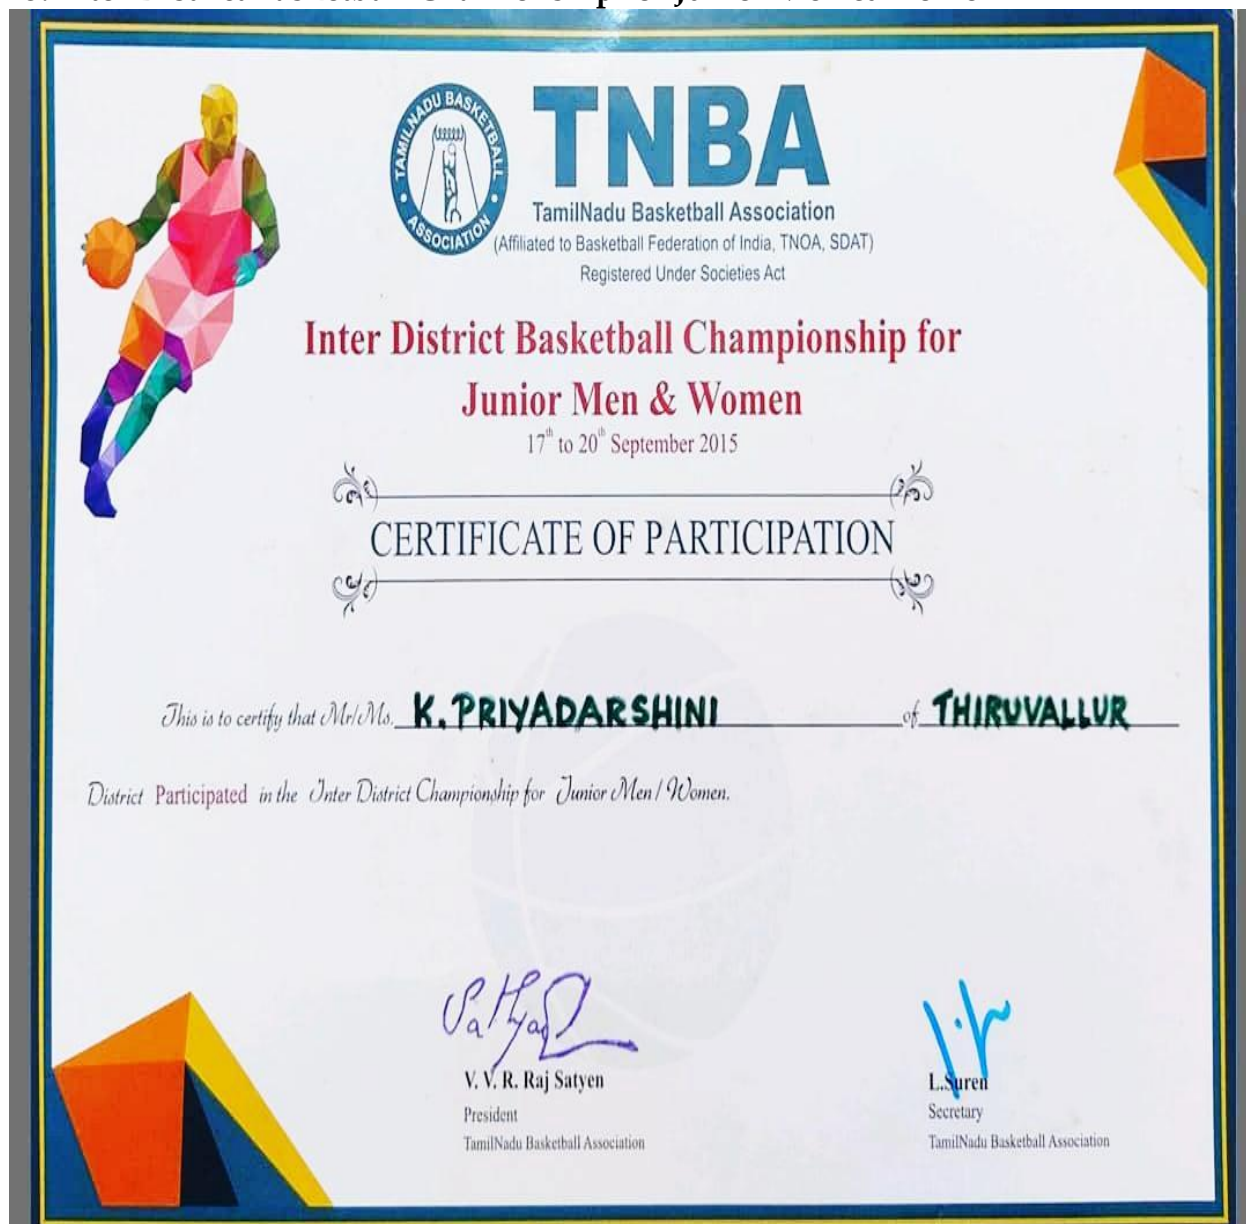 TAMILNADU BASKETBALL
ASSOCIATION
TNBA
TamilNadu Basketball Association
(Affiliated to Basketball Federation of India, TNOA, SDAT)
Registered Under Societies Act
Inter District Basketball Championship for
Junior Men & Women
17th to 20th September 2015
CERTIFICATE OF PARTICIPATION
This is to certify that Mr/Ms. K. PRIYADARSHINI of THIRUVALLUR
District Participated in the Inter District Championship for Junior Men / Women.
V. V. R. Raj Satyen
President
TamilNadu Basketball Association
L.Suren
Secretary
TamilNadu Basketball Association